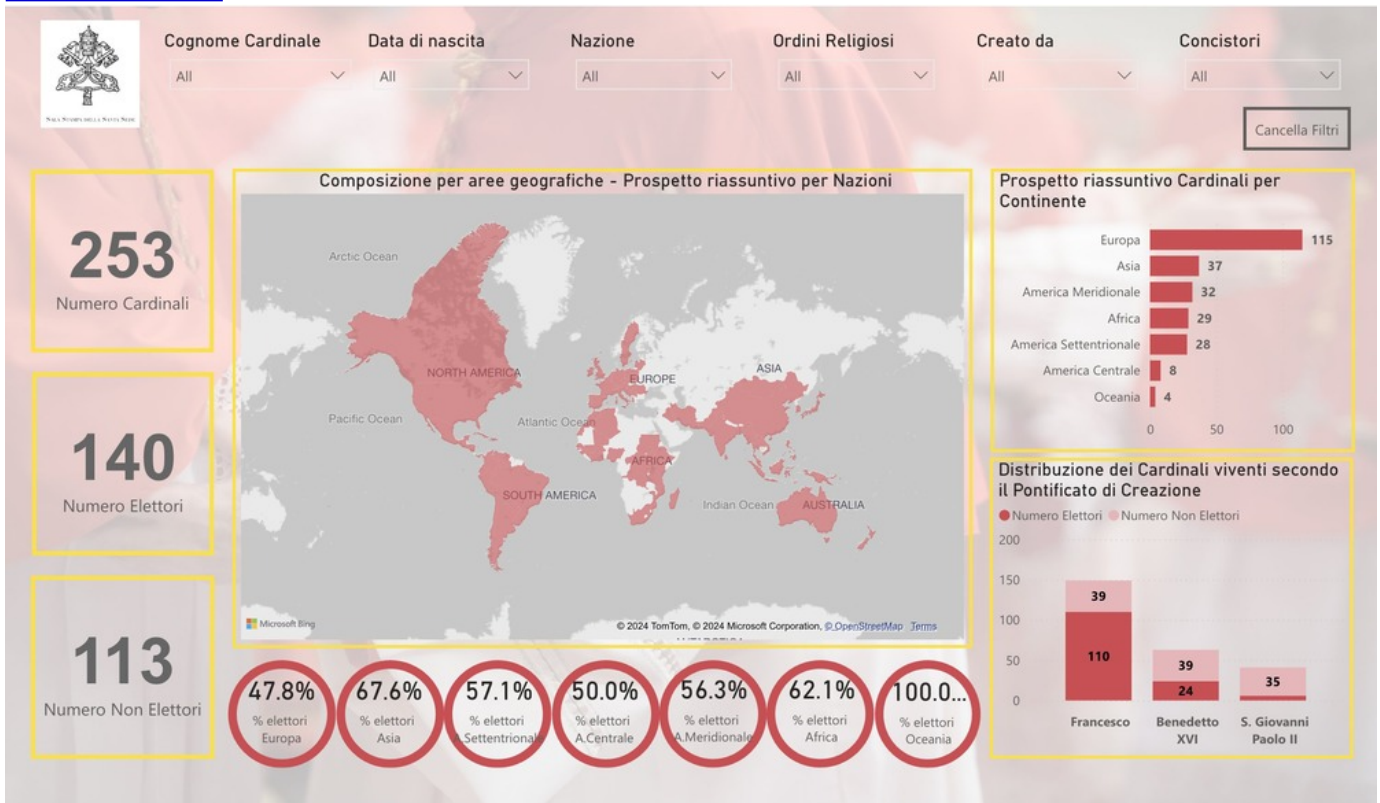 Cognome Cardinale
Data di nascita
Nazione
Ordini Religiosi
Creato da
Concistori
All
All
All
All
All
All
SALA STAMPA DELLA SANTA SEDE
Cancella Filtri
253
Numero Cardinali
140
Numero Elettori
113
Numero Non Elettori
Composizione per aree geografiche - Prospetto riassuntivo per Nazioni
Arctic Ocean
NORTH AMERICA
EUROPE
ASIA
Pacific Ocean
Atlantic Ocean
AFRICA
SOUTH AMERICA
Indian Ocean
AUSTRALIA
Microsoft Bing
© 2024 TomTom, © 2024 Microsoft Corporation, © OpenStreetMap Terms
47.8%
% elettori
Europa
67.6%
% elettori
Asia
57.1%
% elettori
A.Settentrionale
50.0%
% elettori
A.Centrale
56.3%
% elettori
A.Meridionale
62.1%
% elettori
Africa
100.0...
% elettori
Oceania
Prospetto riassuntivo Cardinali per
Continente
Europa 115
Asia 37
America Meridionale 32
Africa 29
America Settentrionale 28
America Centrale 8
Oceania 4
0 50 100
Distribuzione dei Cardinali viventi secondo
il Pontificato di Creazione
Numero Elettori Numero Non Elettori
200
150
100
50
0
39
110
39
24
35
Francesco
Benedetto
XVI
S. Giovanni
Paolo II